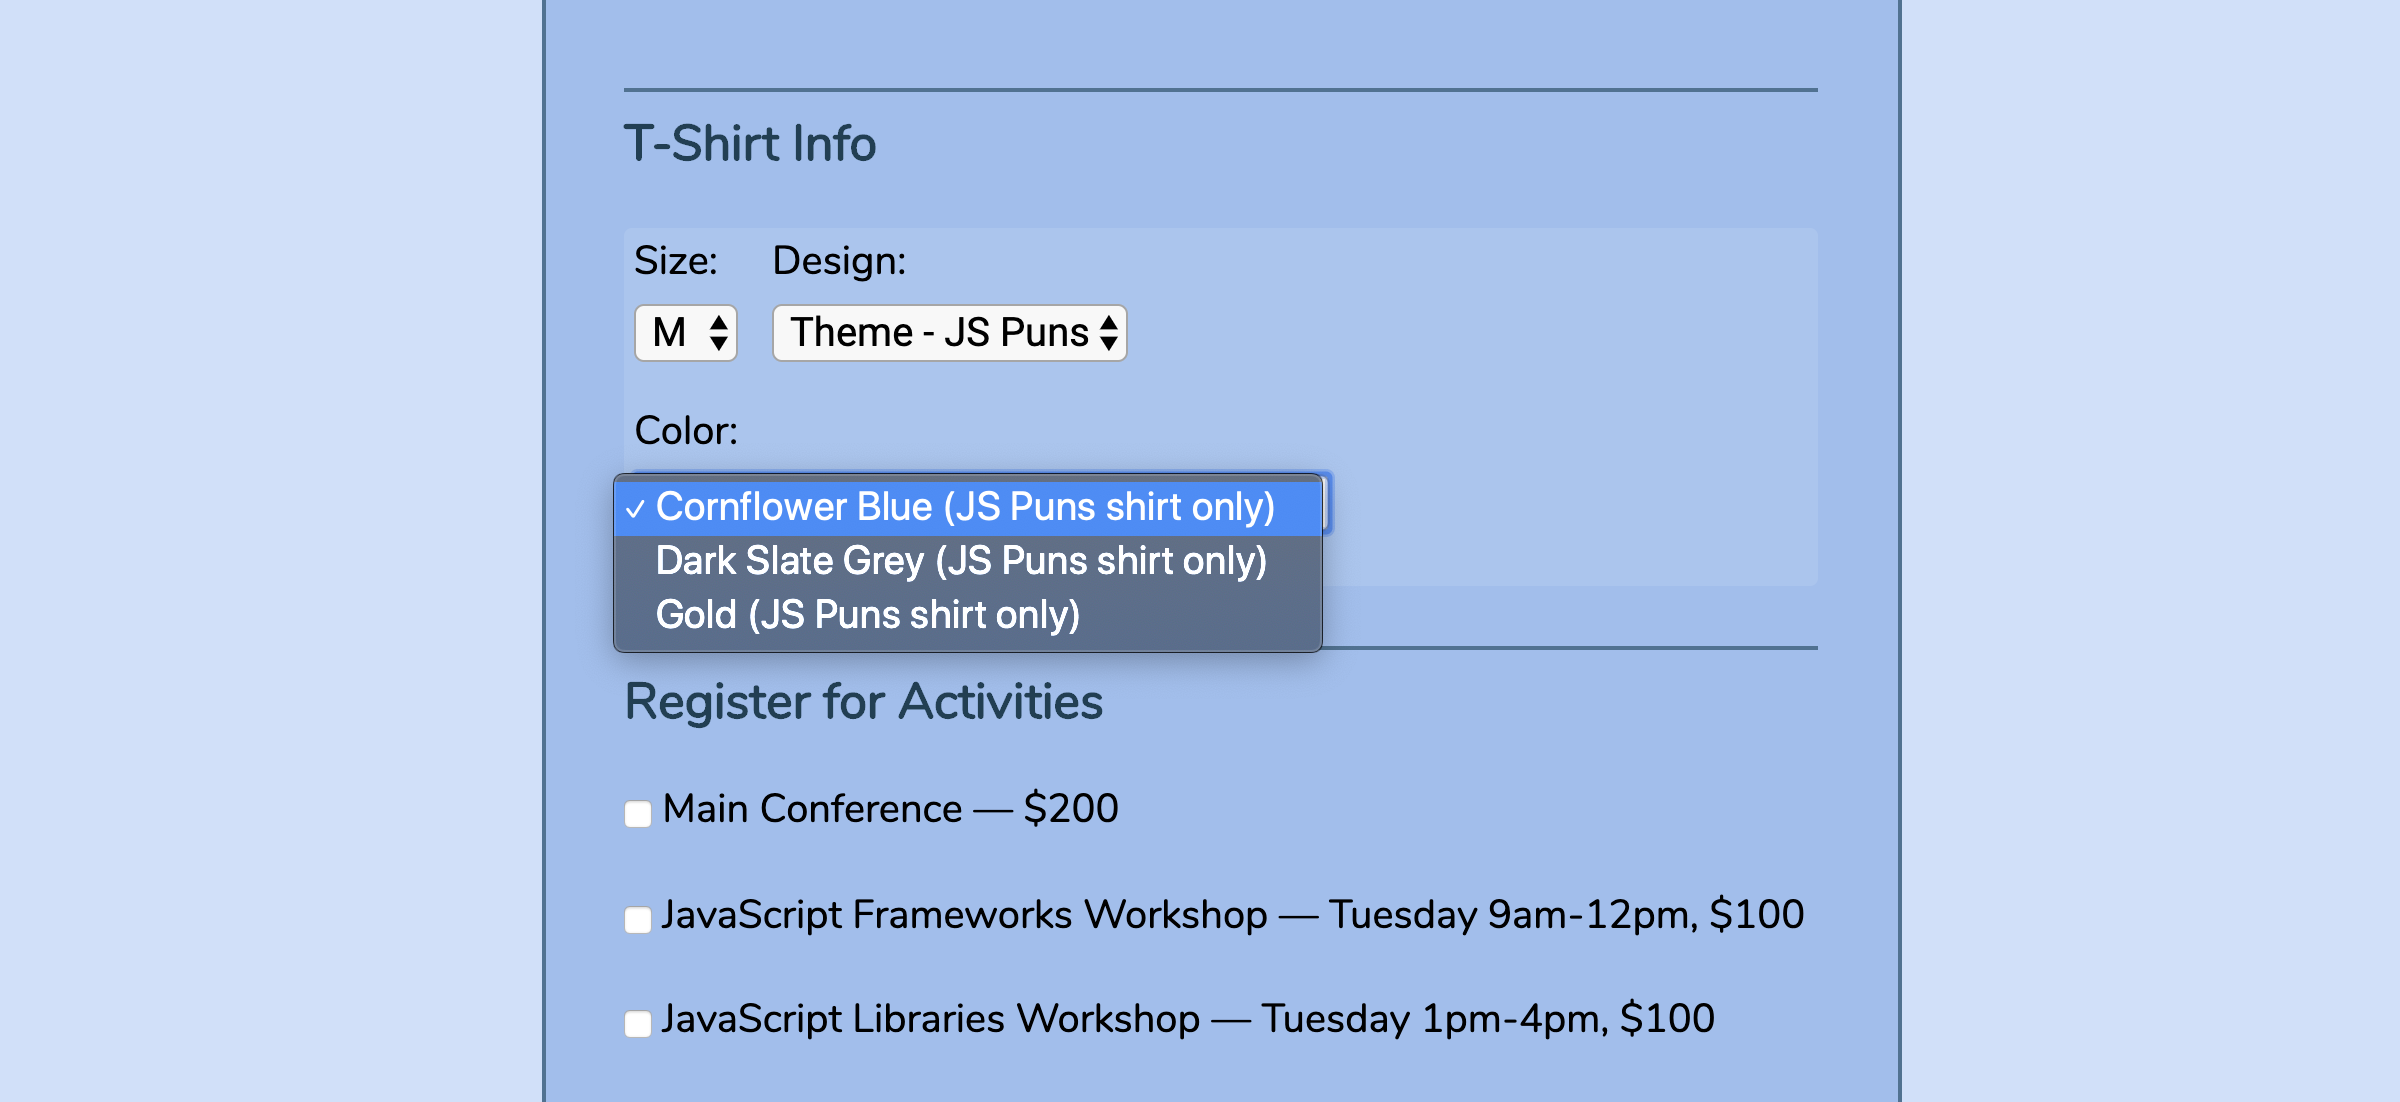 T-Shirt Info
Size: Design:
M Theme - JS Puns
Color:
✓ Cornflower Blue (JS Puns shirt only)
Dark Slate Grey (JS Puns shirt only)
Gold (JS Puns shirt only)
Register for Activities
Main Conference — $200
JavaScript Frameworks Workshop — Tuesday 9am-12pm, $100
JavaScript Libraries Workshop — Tuesday 1pm-4pm, $100